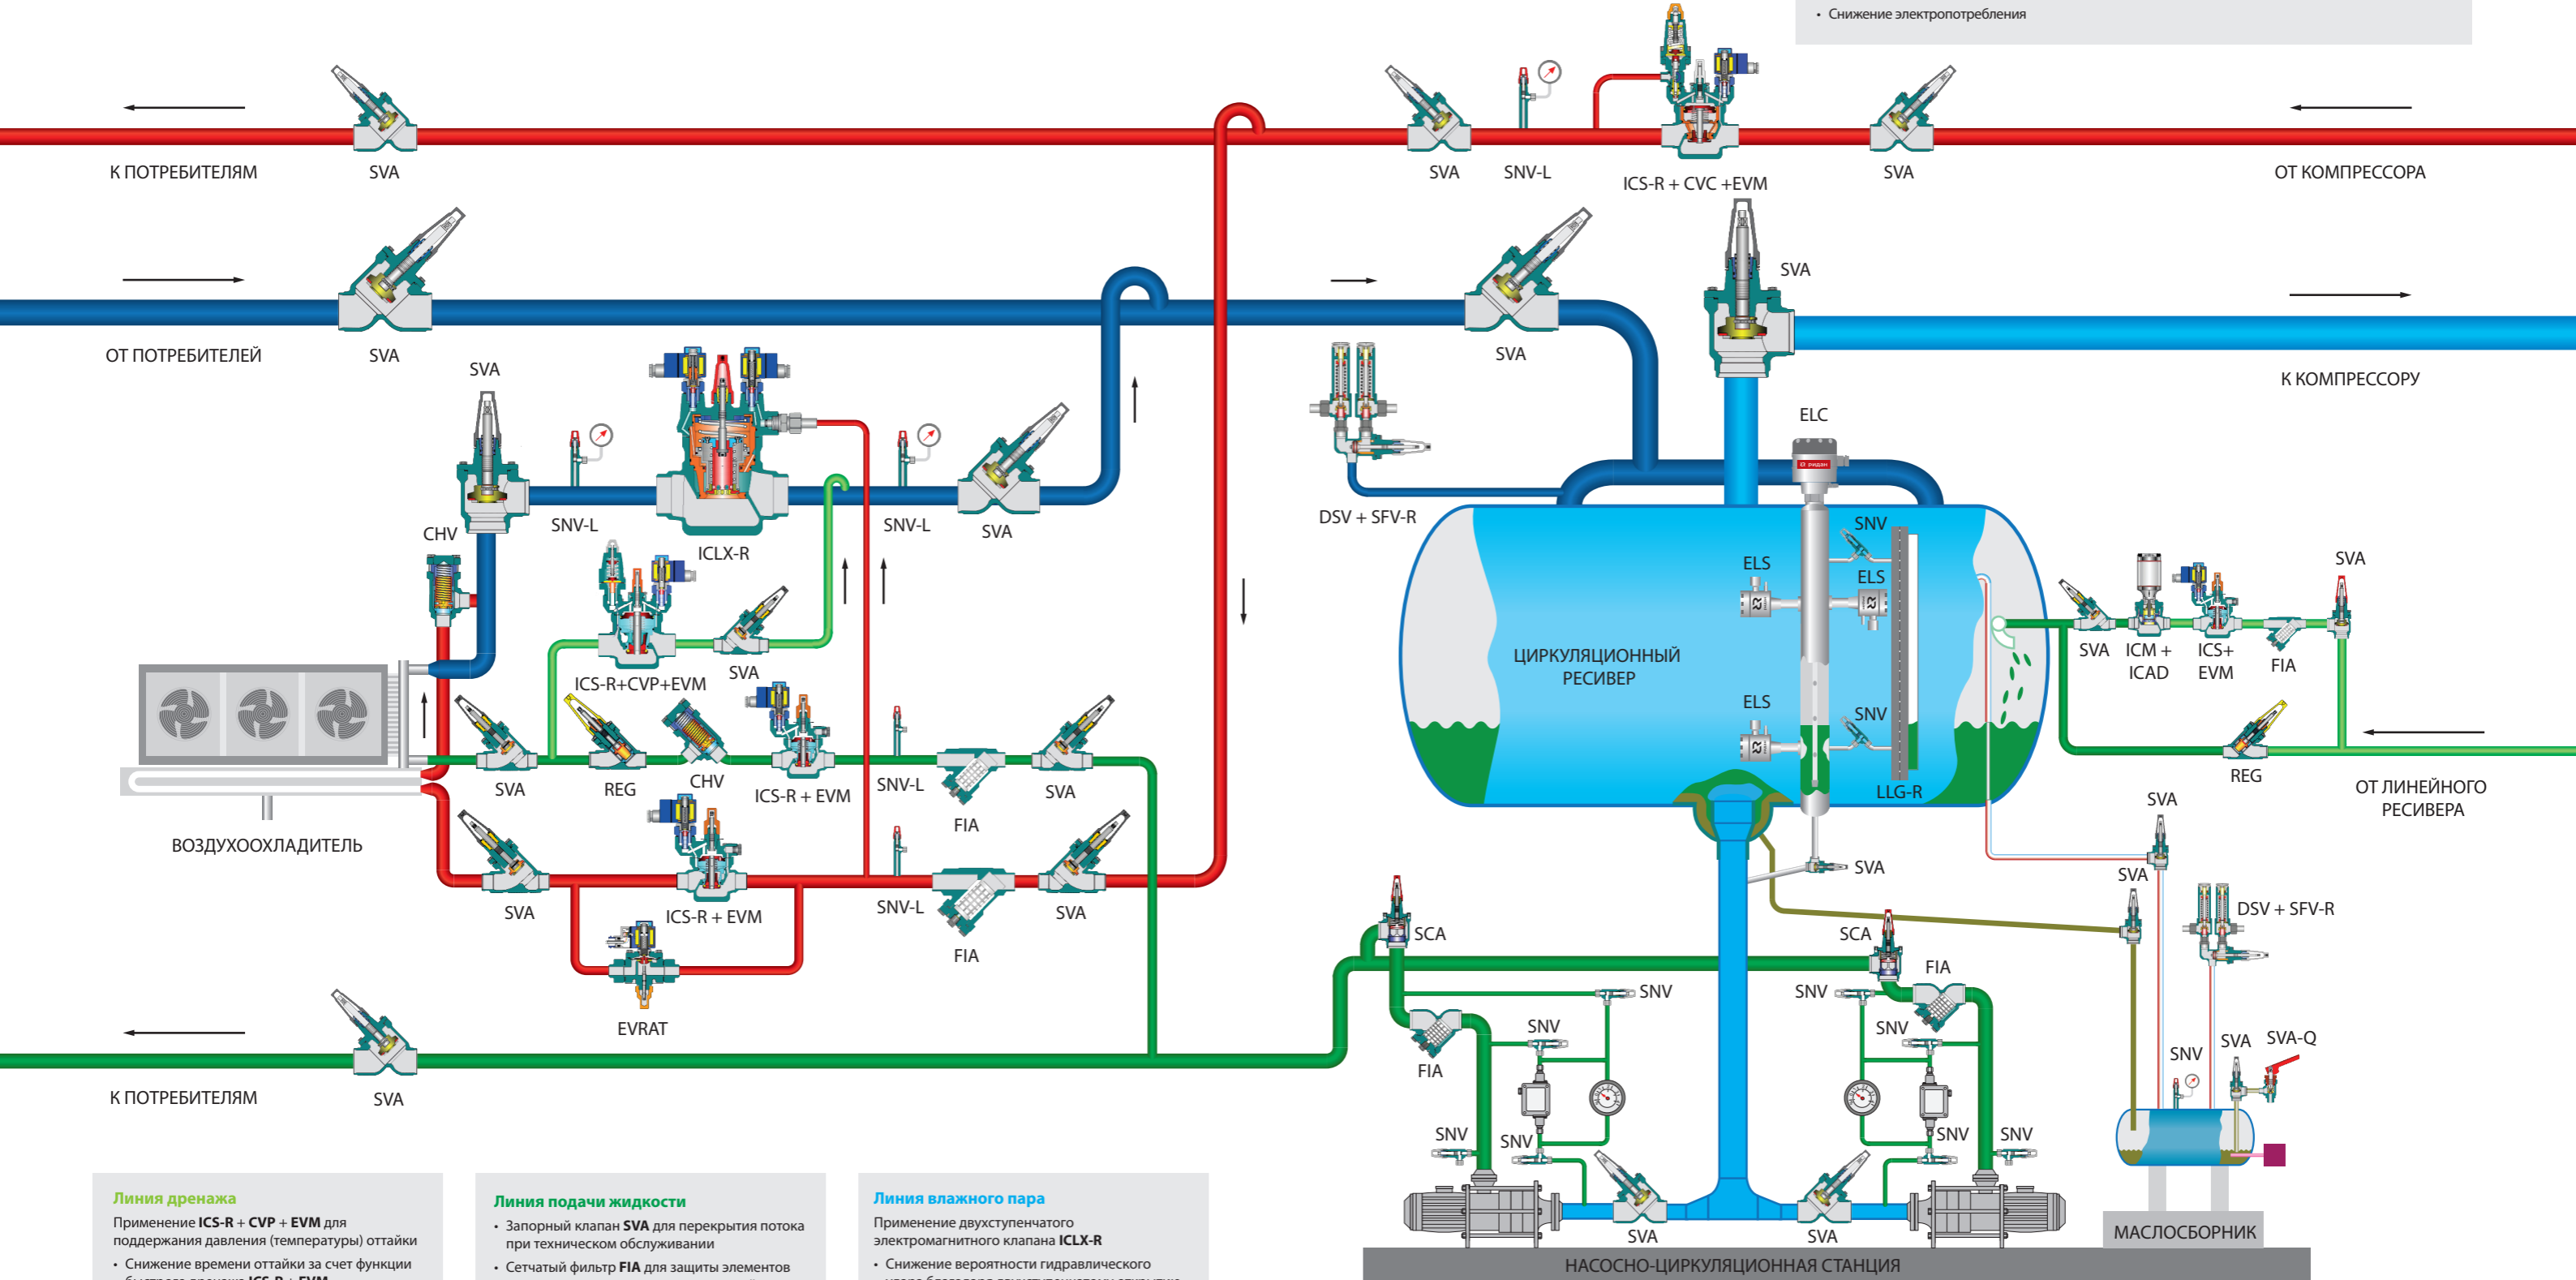 • Снижение электропотребления
К ПОТРЕБИТЕЛЯМ
SVA
SVA
SNV-L
ICS-R + CVC +EVM
SVA
ОТ КОМПРЕССОРА
ОТ ПОТРЕБИТЕЛЕЙ
SVA
SVA
SVA
SVA
К КОМПРЕССОРУ
CHV
SNV-L
ICLX-R
SNV-L
SVA
DSV + SFV-R
ELC
ридан
SNV
ELS
ELS
ELS
SNV
LLG-R
ЦИРКУЛЯЦИОННЫЙ
РЕСИВЕР
SVA
SVA
ICM +
ICAD
ICS+
EVM
FIA
REG
ОТ ЛИНЕЙНОГО
РЕСИВЕРА
ICS-R+CVP+EVM
SVA
SVA
REG
CHV
ICS-R + EVM
SNV-L
FIA
SVA
ВОЗДУХООХЛАДИТЕЛЬ
SVA
ICS-R + EVM
SNV-L
FIA
SVA
EVRAT
SVA
SVA
SVA
DSV + SFV-R
SCA
SCA
FIA
SNV
SNV
SNV
SNV
FIA
SNV
SNV
SNV
SNV
SVA
SVA
SNV
SVA
SVA-Q
К ПОТРЕБИТЕЛЯМ
SVA
МАСЛОСБОРНИК
НАСОСНО-ЦИРКУЛЯЦИОННАЯ СТАНЦИЯ
Линия дренажа
Применение ICS-R + CVP + EVM для
поддержания давления (температуры) оттайки
• Снижение времени оттайки за счет функции
Линия подачи жидкости
• Запорный клапан SVA для перекрытия потока
при техническом обслуживании
• Сетчатый фильтр FIA для защиты элементов
Линия влажного пара
Применение двухступенчатого
электромагнитного клапана ICLX-R
• Снижение вероятности гидравлического